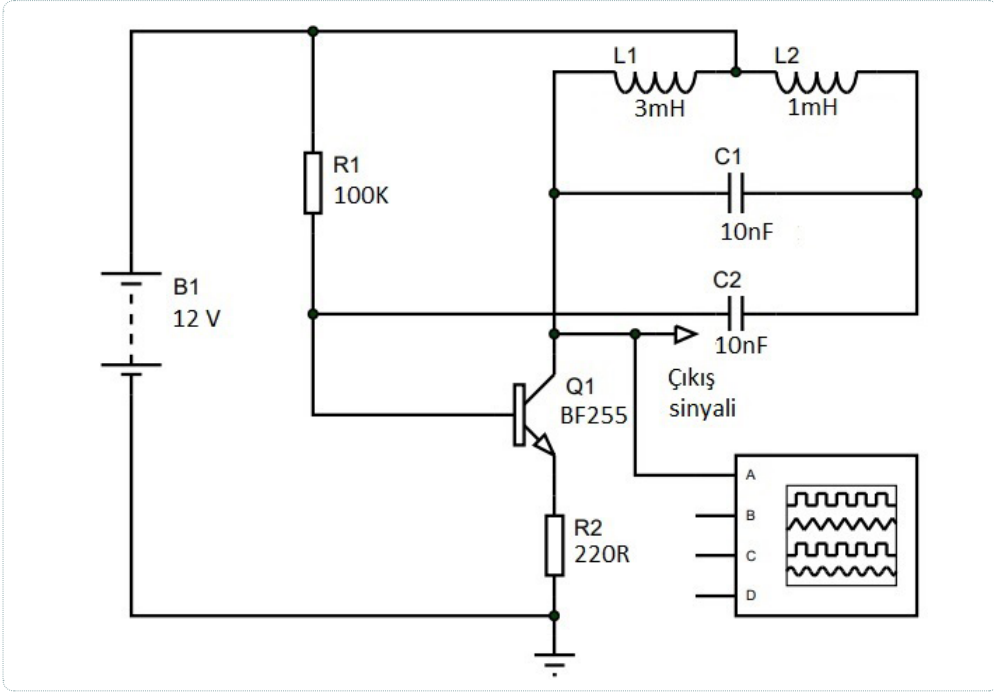 L1
L2
3mH
1mH
C1
R1
100K
10nF
C2
B1
12 V
10nF
Çıkış
sinyali
Q1
BF255
A
B
C
D
R2
220R